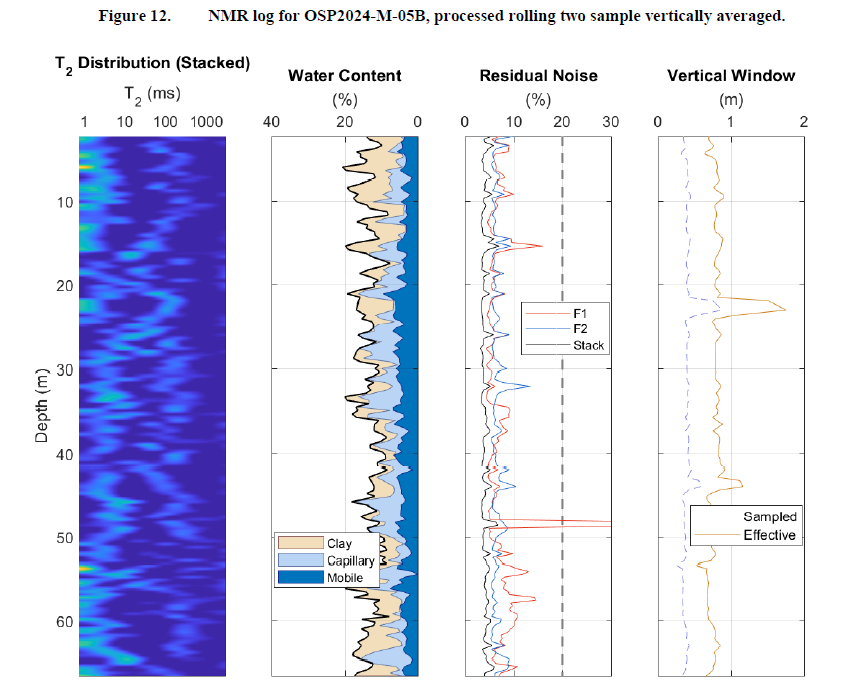 Figure 12. NMR log for OSP2024-M-05B, processed rolling two sample vertically averaged.
T2 Distribution (Stacked)
T2 (ms)
1 10 100 1000
Water Content
(%)
40 20 0
Residual Noise
(%)
0 10 20 30
Vertical Window
(m)
0 1 2
Depth (m)
10
20
30
40
50
60
Clay
Capillary
Mobile
F1
F2
Stack
Sampled
Effective